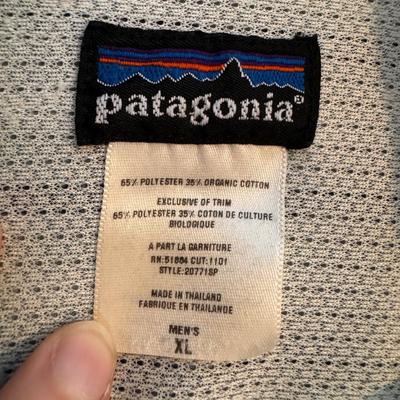 patagonia®
65% POLYESTER 35% ORGANIC COTTON
EXCLUSIVE OF TRIM
65% POLYESTER 35% COTON DE CULTURE
BIOLOGIQUE
A PART LA GARNITURE
RN:51884 CUT:1101
STYLE:20771SP
MADE IN THAILAND
FABRIQUE EN THAILANDE
MEN'S
XL